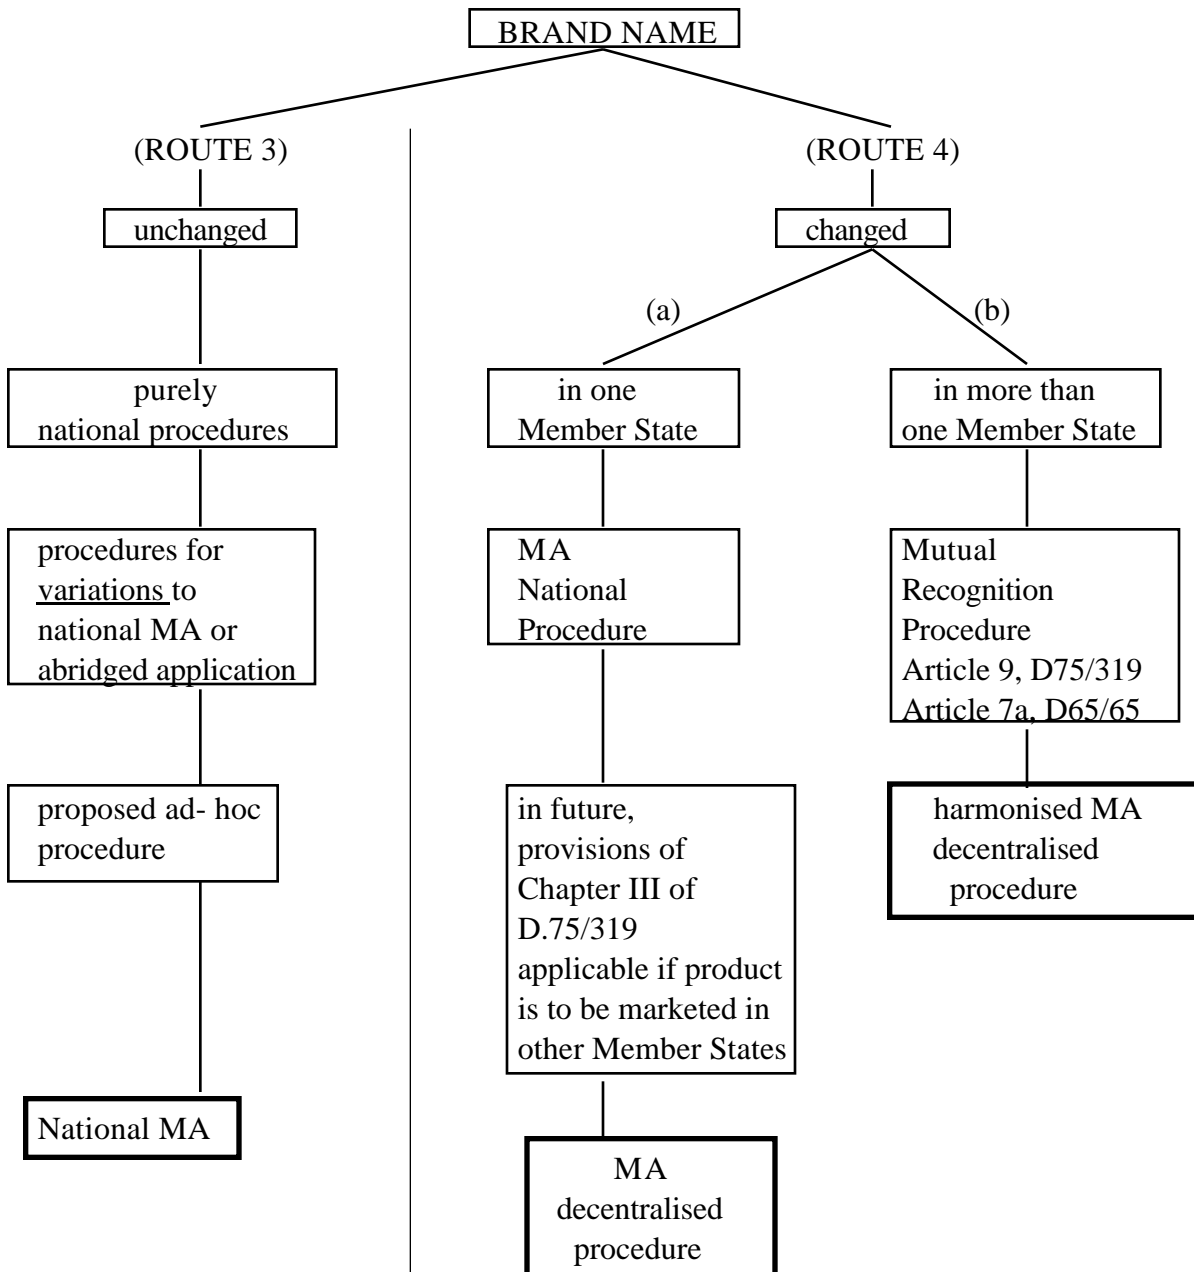 BRAND NAME
(ROUTE 3)
unchanged
purely
national procedures
procedures for
variations to
national MA or
abridged application
proposed ad- hoc
procedure
National MA
(ROUTE 4)
changed
(a)
in one
Member State
MA
National
Procedure
in future,
provisions of
Chapter III of
D.75/319
applicable if product
is to be marketed in
other Member States
MA
decentralised
procedure
(b)
in more than
one Member State
Mutual
Recognition
Procedure
Article 9, D75/319
Article 7a, D65/65
harmonised MA
decentralised
procedure